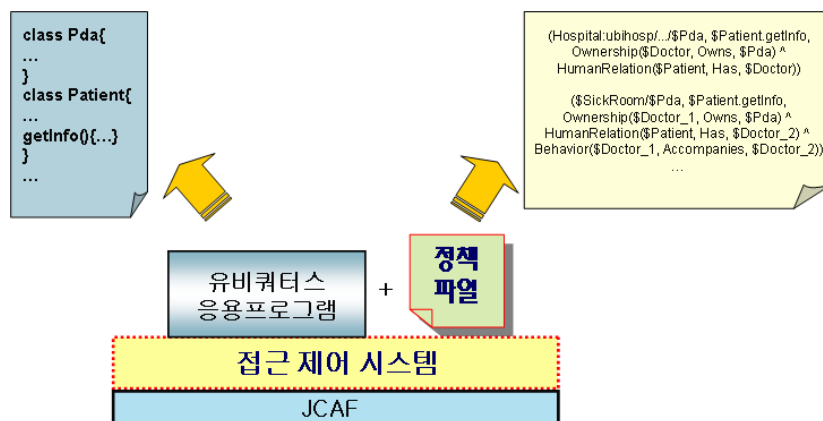 class Pda{
...
}
class Patient{
...
getInfo(){...}
}
...
(Hospital:ubihosp/.../$Pda, $Patient.getInfo,
Ownership($Doctor, Owns, $Pda) ^
HumanRelation($Patient, Has, $Doctor))
($SickRoom/$Pda, $Patient.getInfo,
Ownership($Doctor_1, Owns, $Pda) ^
HumanRelation($Patient, Has, $Doctor_2) ^
Behavior($Doctor_1, Accompanies, $Doctor_2))
...
유비쿼터스
응용프로그램
+
정책
파일
접근 제어 시스템
JCAF